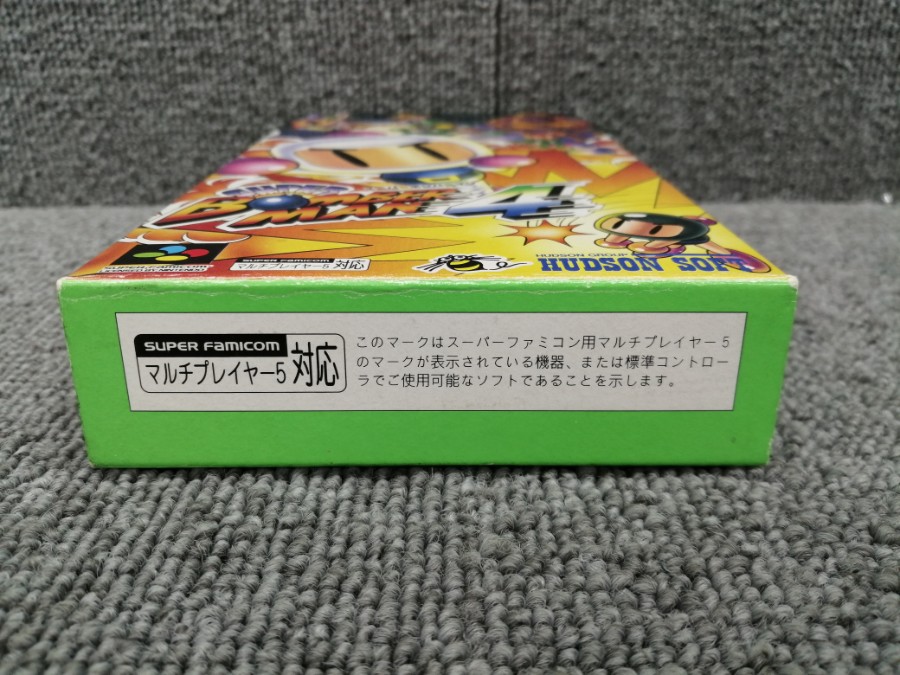 SUPER
BOMBER
MAN 4
SUPER FAMICOM
マルチプレイヤー5 対応
HUDSON GROUP
HUDSON SOFT
SUPER FAMICOM
マルチプレイヤー5 対応
このマークはスーパーファミコン用マルチプレイヤー5
のマークが表示されている機器、または標準コントロー
ラでご使用可能なソフトであることを示します。